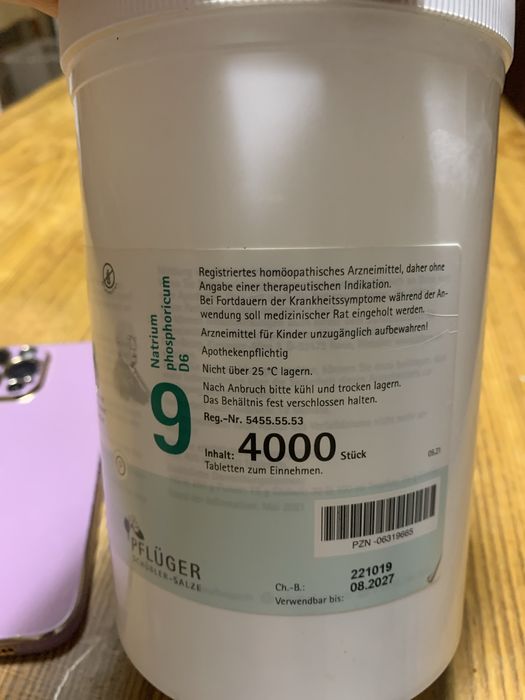 Registriertes homöopathisches Arzneimittel, daher ohne
Angabe einer therapeutischen Indikation.
Bei Fortdauern der Krankheitssymptome während der An-
wendung soll medizinischer Rat eingeholt werden.
Arzneimittel für Kinder unzugänglich aufbewahren!
Apothekenpflichtig
Nicht über 25 °C lagern.
Nach Anbruch bitte kühl und trocken lagern.
Das Behältnis fest verschlossen halten.
Reg.-Nr. 5455.55.53
Inhalt: 4000 Stück
Tabletten zum Einnehmen.
05.21
Natrium
phosphoricum
D6
9
PZN -06319665
PFLÜGER
SCHÜßLER-SALZE
Ch.-B.: 221019
Verwendbar bis: 08.2027